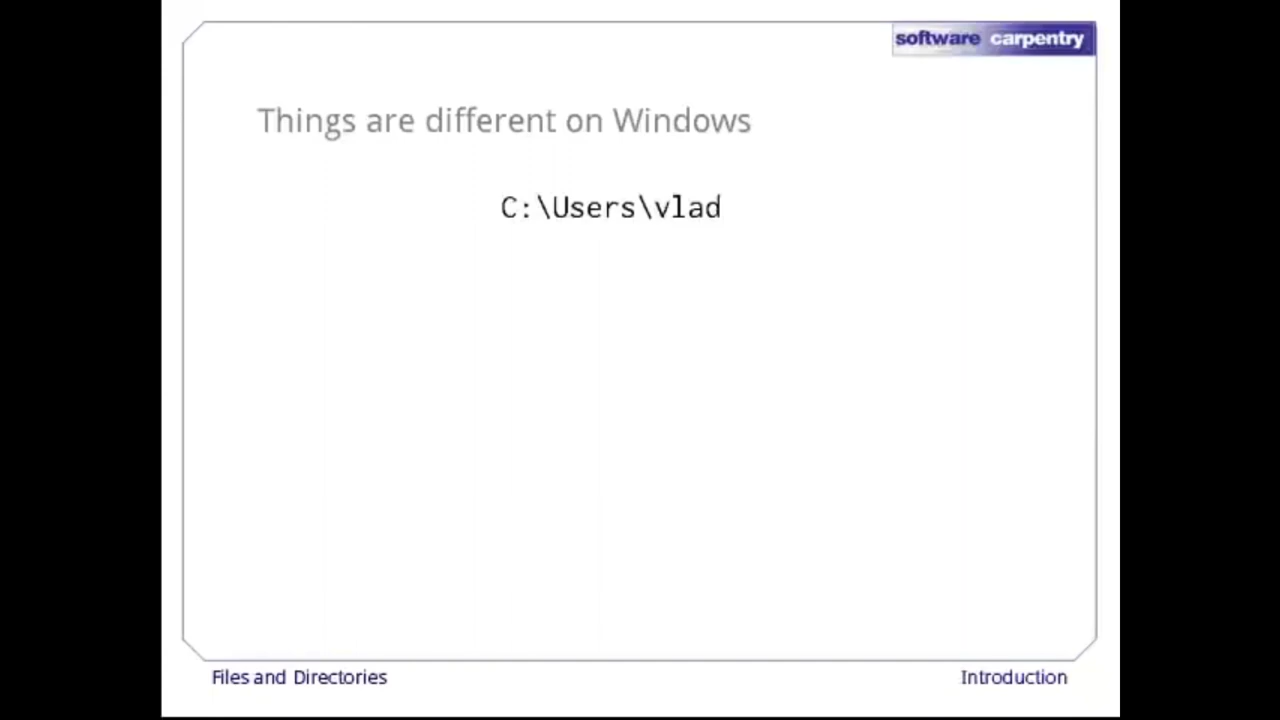 software carpentry
Things are different on Windows
C:\Users\vlad
Files and Directories
Introduction